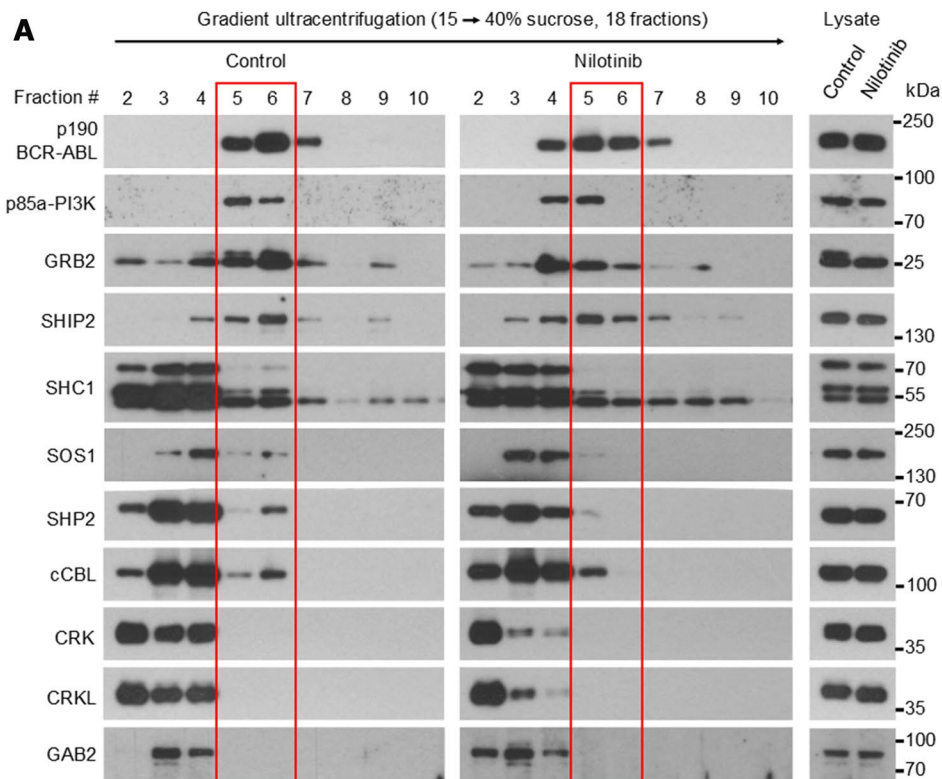 A
Gradient ultracentrifugation (15 → 40% sucrose, 18 fractions)
Lysate
Control
Nilotinib
Control
Nilotinib
Fraction #
2 3 4 5 6 7 8 9 10
2 3 4 5 6 7 8 9 10
kDa
p190
BCR-ABL
250
p85a-PI3K
100
70
GRB2
25
SHIP2
130
SHC1
70
55
SOS1
250
130
SHP2
70
cCBL
100
CRK
35
CRKL
35
GAB2
100
70